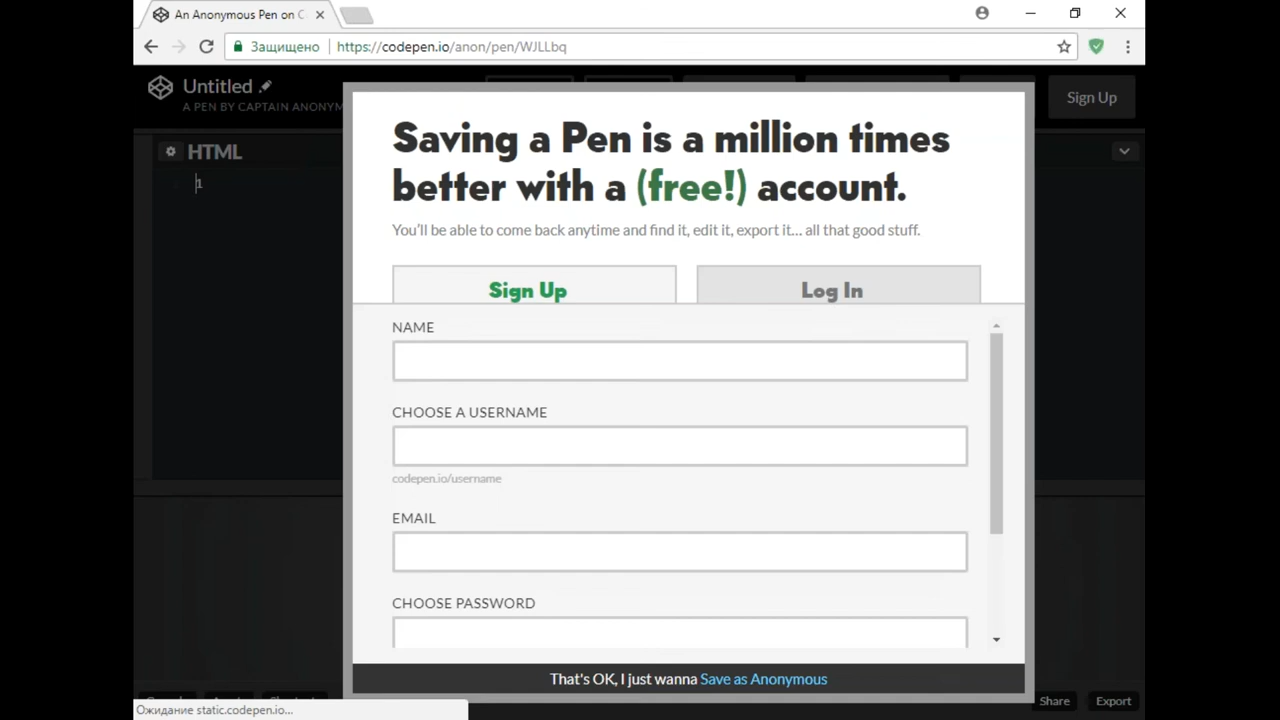 An Anonymous Pen on C
Защищено
https://codepen.io/anon/pen/WJLLbq
Untitled
A PEN BY CAPTAIN ANONYM
Sign Up
HTML
1
Saving a Pen is a million times
better with a (free!) account.
You'll be able to come back anytime and find it, edit it, export it... all that good stuff.
Sign Up
Log In
NAME
CHOOSE A USERNAME
codepen.io/username
EMAIL
CHOOSE PASSWORD
That's OK, I just wanna Save as Anonymous
Share
Export
Ожидание static.codepen.io...